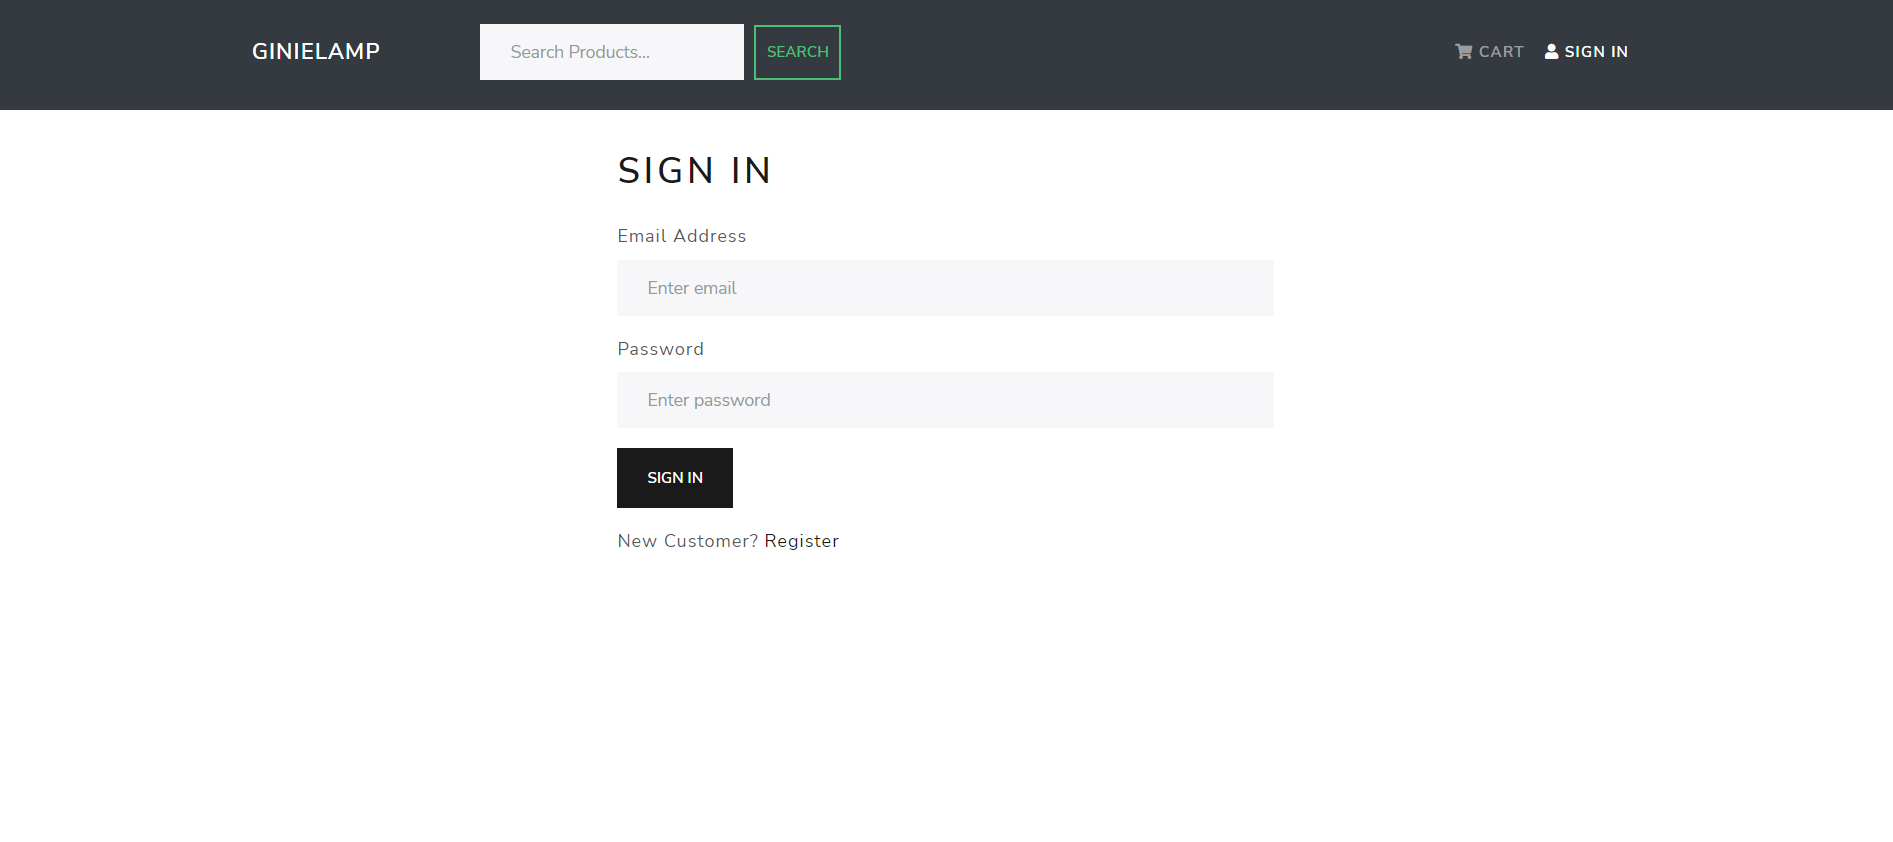 GINIELAMP
Search Products...
SEARCH
CART
SIGN IN
SIGN IN
Email Address
Enter email
Password
Enter password
SIGN IN
New Customer? Register